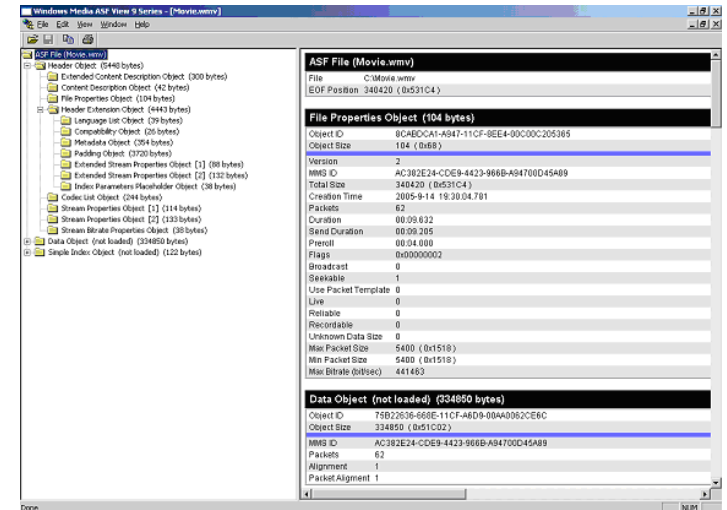 Windows Media ASF View 9 Series - [Movie.wmv]
File Edit View Window Help
ASF File (Movie.wmv)
Header Object (5448 bytes)
Extended Content Description Object (300 bytes)
Content Description Object (42 bytes)
File Properties Object (104 bytes)
Header Extension Object (4443 bytes)
Language List Object (39 bytes)
Compatibility Object (26 bytes)
Metadata Object (354 bytes)
Padding Object (3720 bytes)
Extended Stream Properties Object [1] (88 bytes)
Extended Stream Properties Object [2] (132 bytes)
Index Parameters Placeholder Object (38 bytes)
Codec List Object (244 bytes)
Stream Properties Object [1] (114 bytes)
Stream Properties Object [2] (133 bytes)
Stream Bitrate Properties Object (38 bytes)
Data Object (not loaded) (334850 bytes)
Simple Index Object (not loaded) (122 bytes)
ASF File (Movie.wmv)
File C:\Movie.wmv
EOF Position 340420 (0x531C4)
File Properties Object (104 bytes)
Object ID 8CABDCA1-A947-11CF-8EE4-00C00C205365
Object Size 104 (0x68)
Version 2
MMS ID AC382E24-CDE9-4423-966B-A94700D45A89
Total Size 340420 (0x531C4)
Creation Time 2005-9-14 19:30:04.781
Packets 62
Duration 00:09.632
Send Duration 00:09.205
Preroll 00:04.000
Flags 0x00000002
Broadcast 0
Seekable 1
Use Packet Template 0
Live 0
Reliable 0
Recordable 0
Unknown Data Size 0
Max Packet Size 5400 (0x1518)
Min Packet Size 5400 (0x1518)
Max Bitrate (bit/sec) 441463
Data Object (not loaded) (334850 bytes)
Object ID 75B22636-668E-11CF-A6D9-00AA0062CE6C
Object Size 334850 (0x51C02)
MMS ID AC382E24-CDE9-4423-966B-A94700D45A89
Packets 62
Alignment 1
Packet Aligment 1
Done
NUM